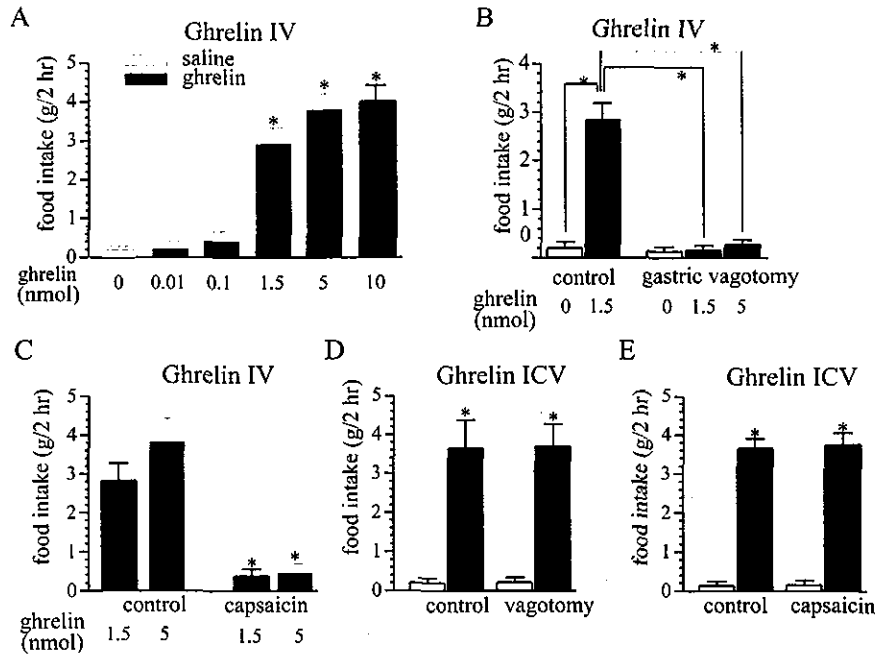 A
Ghrelin IV
saline
ghrelin
food intake (g/2 hr)
5
4
3
2
1
0
* * *
ghrelin (nmol)
0 0.01 0.1 1.5 5 10
B
Ghrelin IV
food intake (g/2 hr)
4
3
2
1
0
* * *
control gastric vagotomy
ghrelin (nmol)
0 1.5 0 1.5 5
C
Ghrelin IV
food intake (g/2 hr)
5
4
3
2
1
0
* *
control capsaicin
ghrelin (nmol)
1.5 5 1.5 5
D
Ghrelin ICV
food intake (g/2 hr)
5
4
3
2
1
0
* *
control vagotomy
E
Ghrelin ICV
food intake (g/2 hr)
5
4
3
2
1
0
* *
control capsaicin